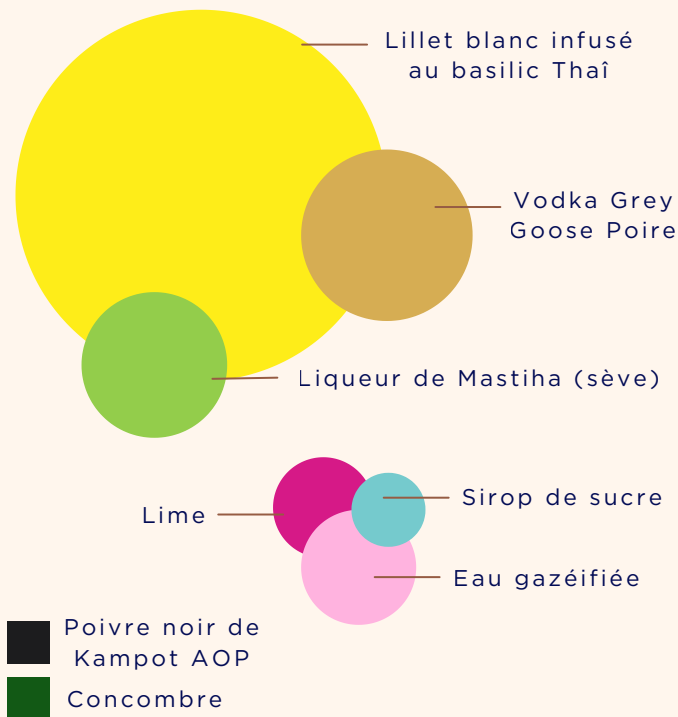 Lillet blanc infusé
au basilic Thaî
Vodka Grey
Goose Poire
Liqueur de Mastiha (sève)
Lime
Sirop de sucre
Eau gazéifiée
Poivre noir de
Kampot AOP
Concombre